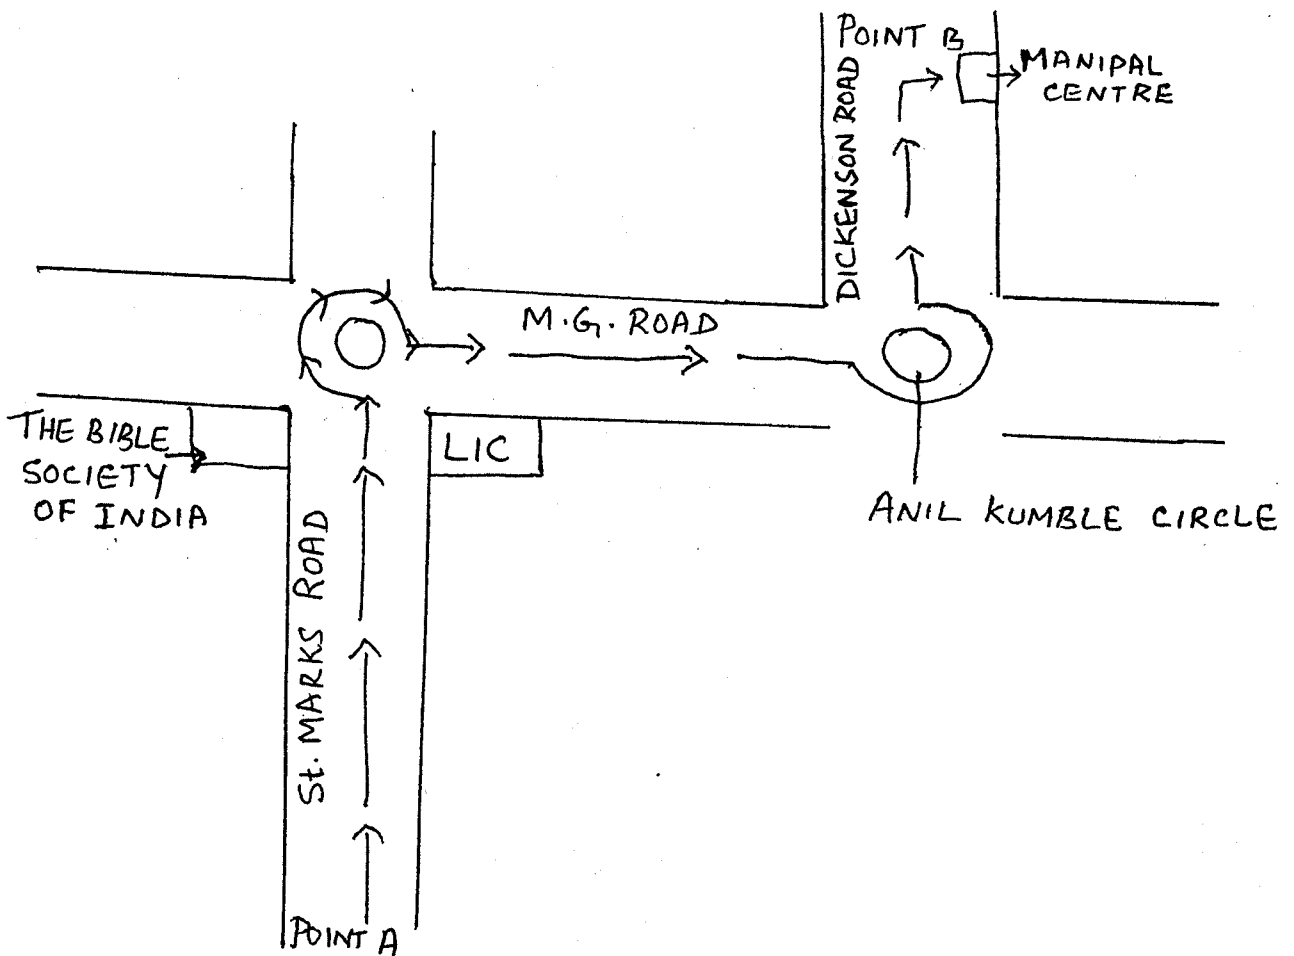 POINT B
MANIPAL
CENTRE
DICKENSON ROAD
M.G. ROAD
THE BIBLE
SOCIETY
OF INDIA
LIC
ANIL KUMBLE CIRCLE
St. MARKS ROAD
POINT A